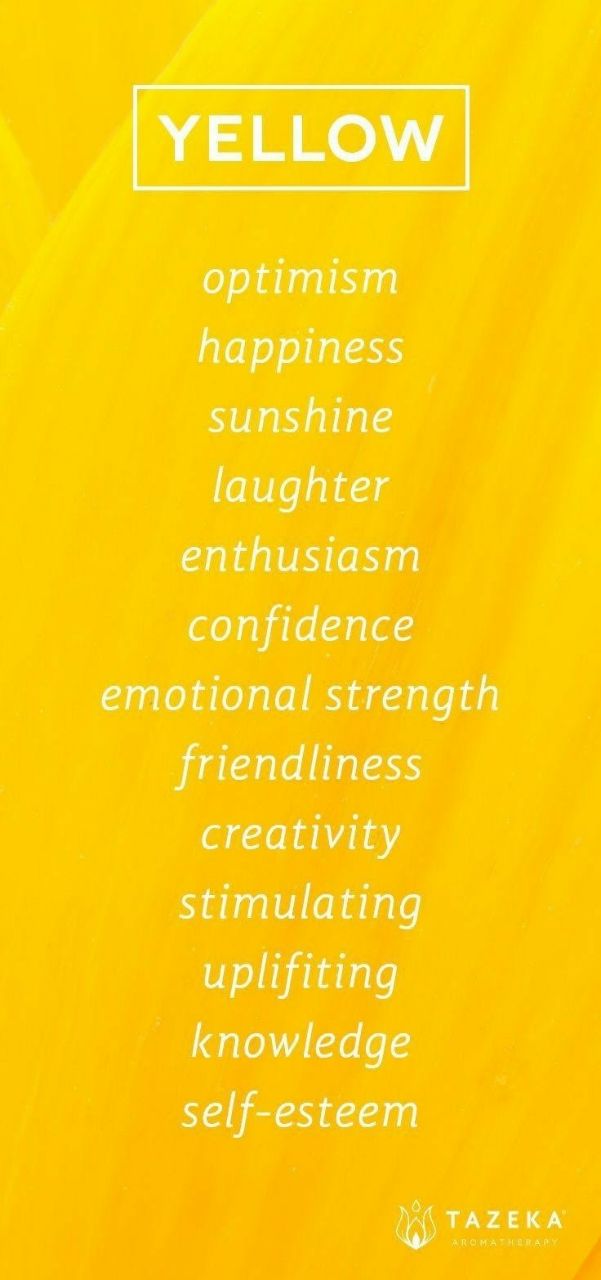 YELLOW
optimism
happiness
sunshine
laughter
enthusiasm
confidence
emotional strength
friendliness
creativity
stimulating
uplifiting
knowledge
self-esteem
TAZEKA®
AROMATHERAPY